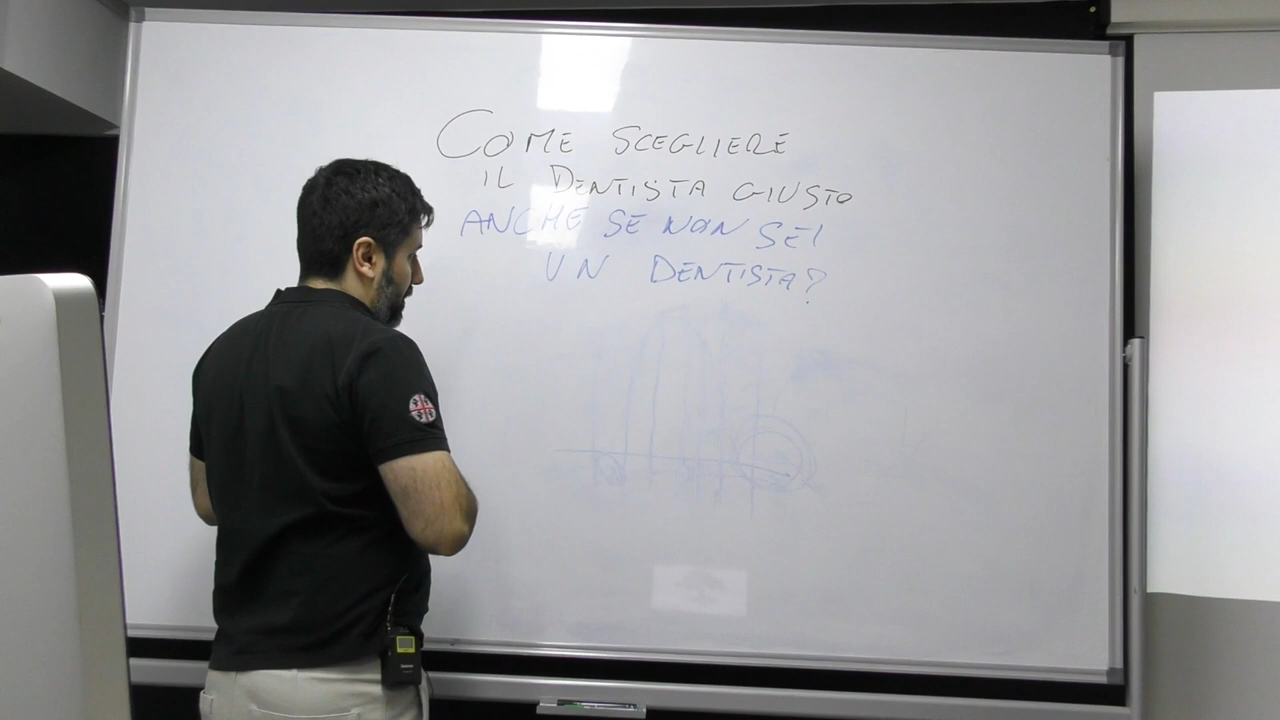 COME SCEGLIERE
IL DENTISTA GIUSTO
ANCHE SE NON SEI
UN DENTISTA?